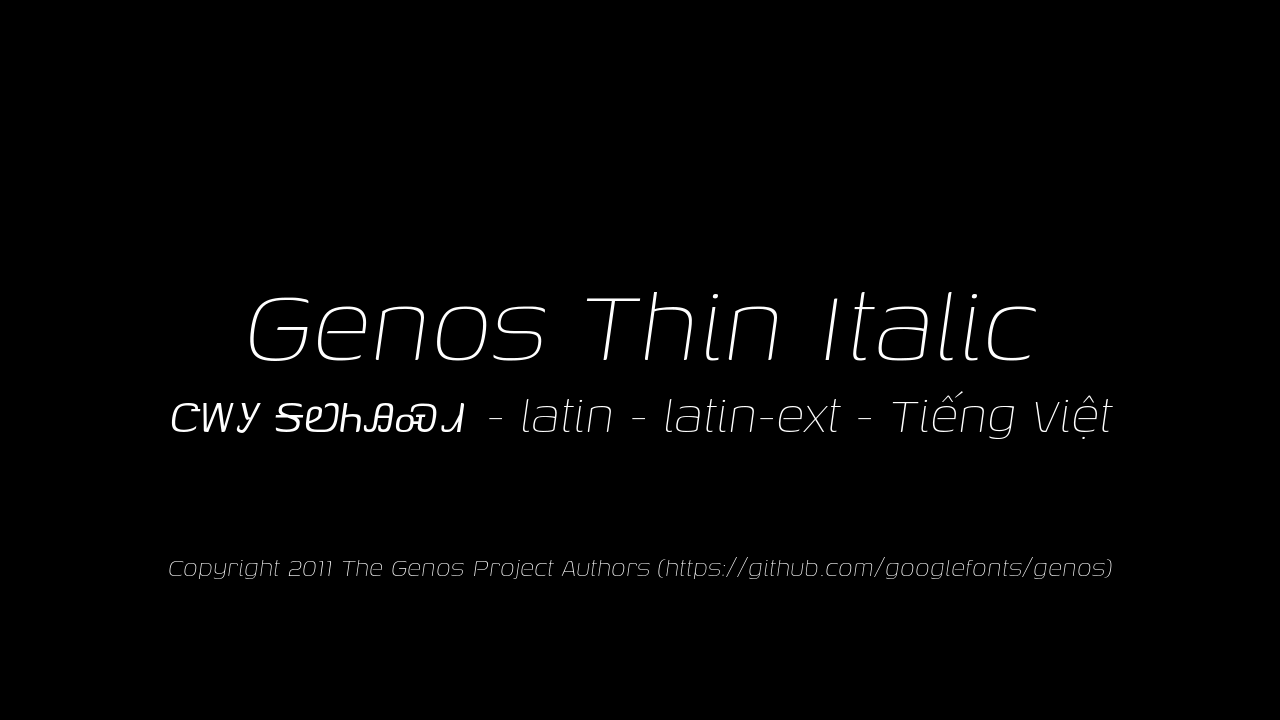 Genos Thin Italic
ᏣᎳᎩ ᎦᏬᏂᎯᏍᏗ - latin - latin-ext - Tiếng Việt
Copyright 2011 The Genos Project Authors (https://github.com/googlefonts/genos)